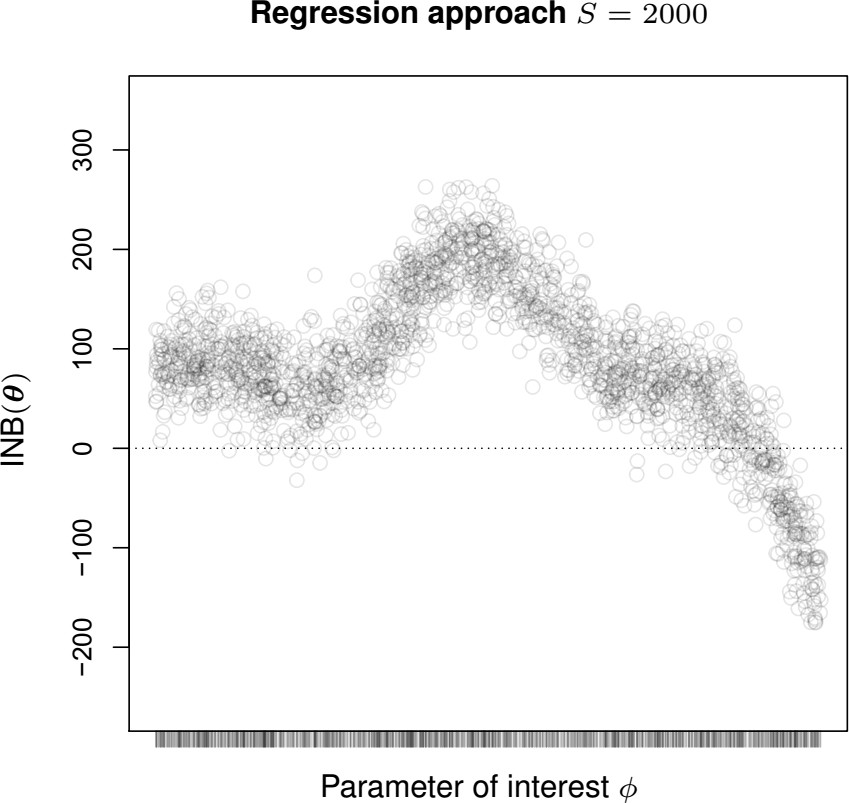 Regression approach S = 2000
INB(θ)
300
200
100
0
−100
−200
Parameter of interest ϕ